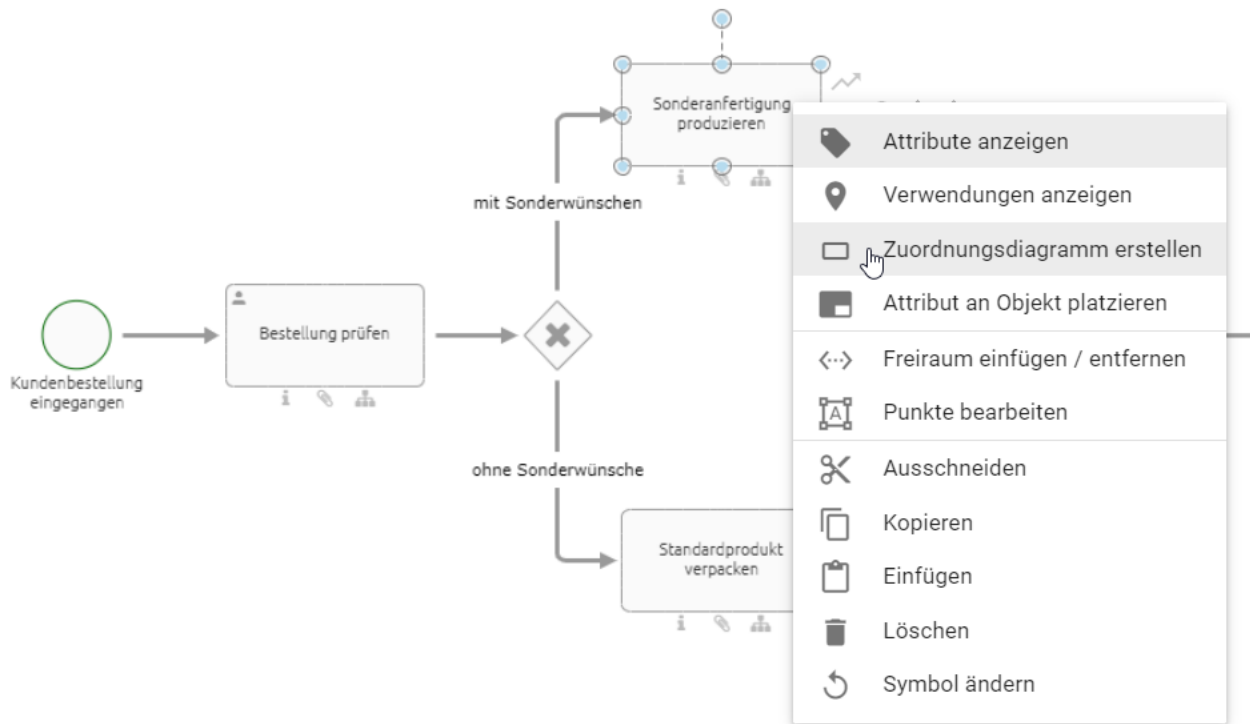 Sonderanfertigung
produzieren
Attribute anzeigen
Verwendungen anzeigen
mit Sonderwünschen
Zuordnungsdiagramm erstellen
Attribut an Objekt platzieren
Bestellung prüfen
Freiraum einfügen / entfernen
Kundenbestellung
eingegangen
Punkte bearbeiten
ohne Sonderwünsche
Ausschneiden
Kopieren
Standardprodukt
verpacken
Einfügen
Löschen
Symbol ändern